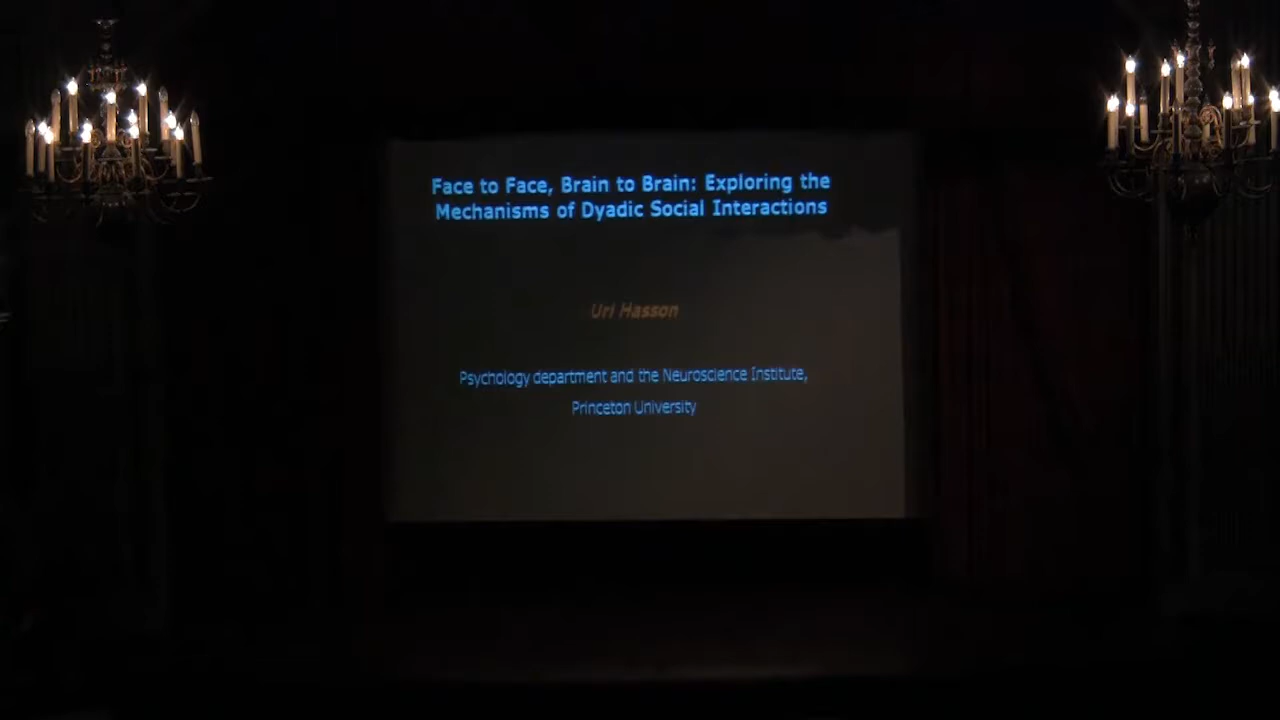 Face to Face, Brain to Brain: Exploring the
Mechanisms of Dyadic Social Interactions
Uri Hasson
Psychology department and the Neuroscience Institute,
Princeton University